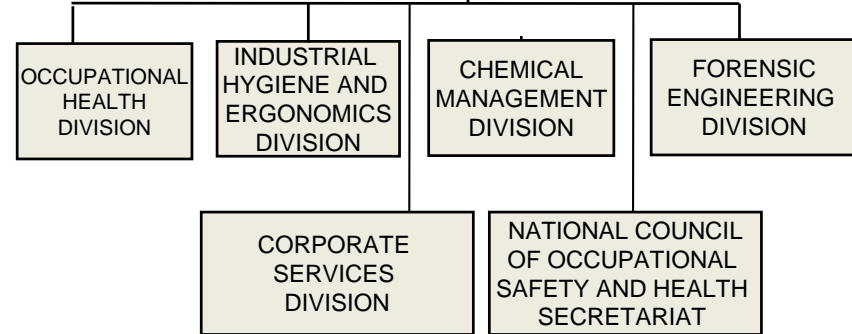 OCCUPATIONAL
HEALTH
DIVISION
INDUSTRIAL
HYGIENE AND
ERGONOMICS
DIVISION
CHEMICAL
MANAGEMENT
DIVISION
FORENSIC
ENGINEERING
DIVISION
CORPORATE
SERVICES
DIVISION
NATIONAL COUNCIL
OF OCCUPATIONAL
SAFETY AND HEALTH
SECRETARIAT